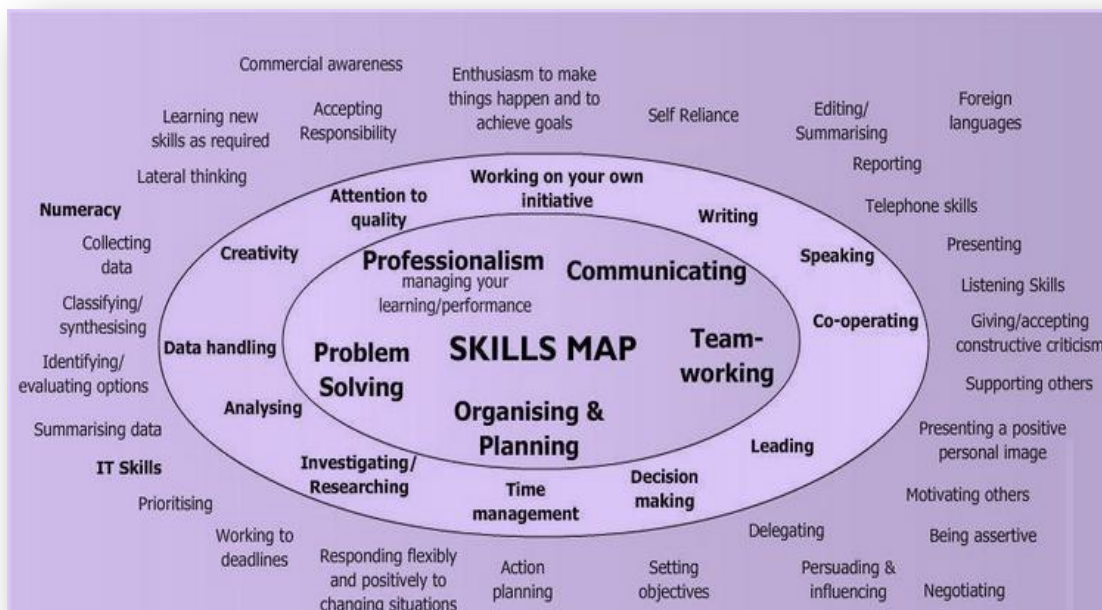 Commercial awareness
Enthusiasm to make
things happen and to
achieve goals
Learning new
skills as required
Accepting
Responsibility
Self Reliance
Editing/
Summarising
Foreign
languages
Lateral thinking
Reporting
Numeracy
Telephone skills
Collecting
data
Presenting
Classifying/
synthesising
Listening Skills
Identifying/
evaluating options
Giving/accepting
constructive criticism
Summarising data
Supporting others
IT Skills
Presenting a positive
personal image
Prioritising
Motivating others
Working to
deadlines
Delegating
Being assertive
Responding flexibly
and positively to
changing situations
Action
planning
Setting
objectives
Persuading &
influencing
Negotiating
Working on your own
initiative
Attention to
quality
Writing
Creativity
Speaking
Data handling
Co-operating
Analysing
Leading
Investigating/
Researching
Time
management
Decision
making
Professionalism
managing your
learning/performance
Communicating
SKILLS MAP
Problem
Solving
Team-
working
Organising &
Planning